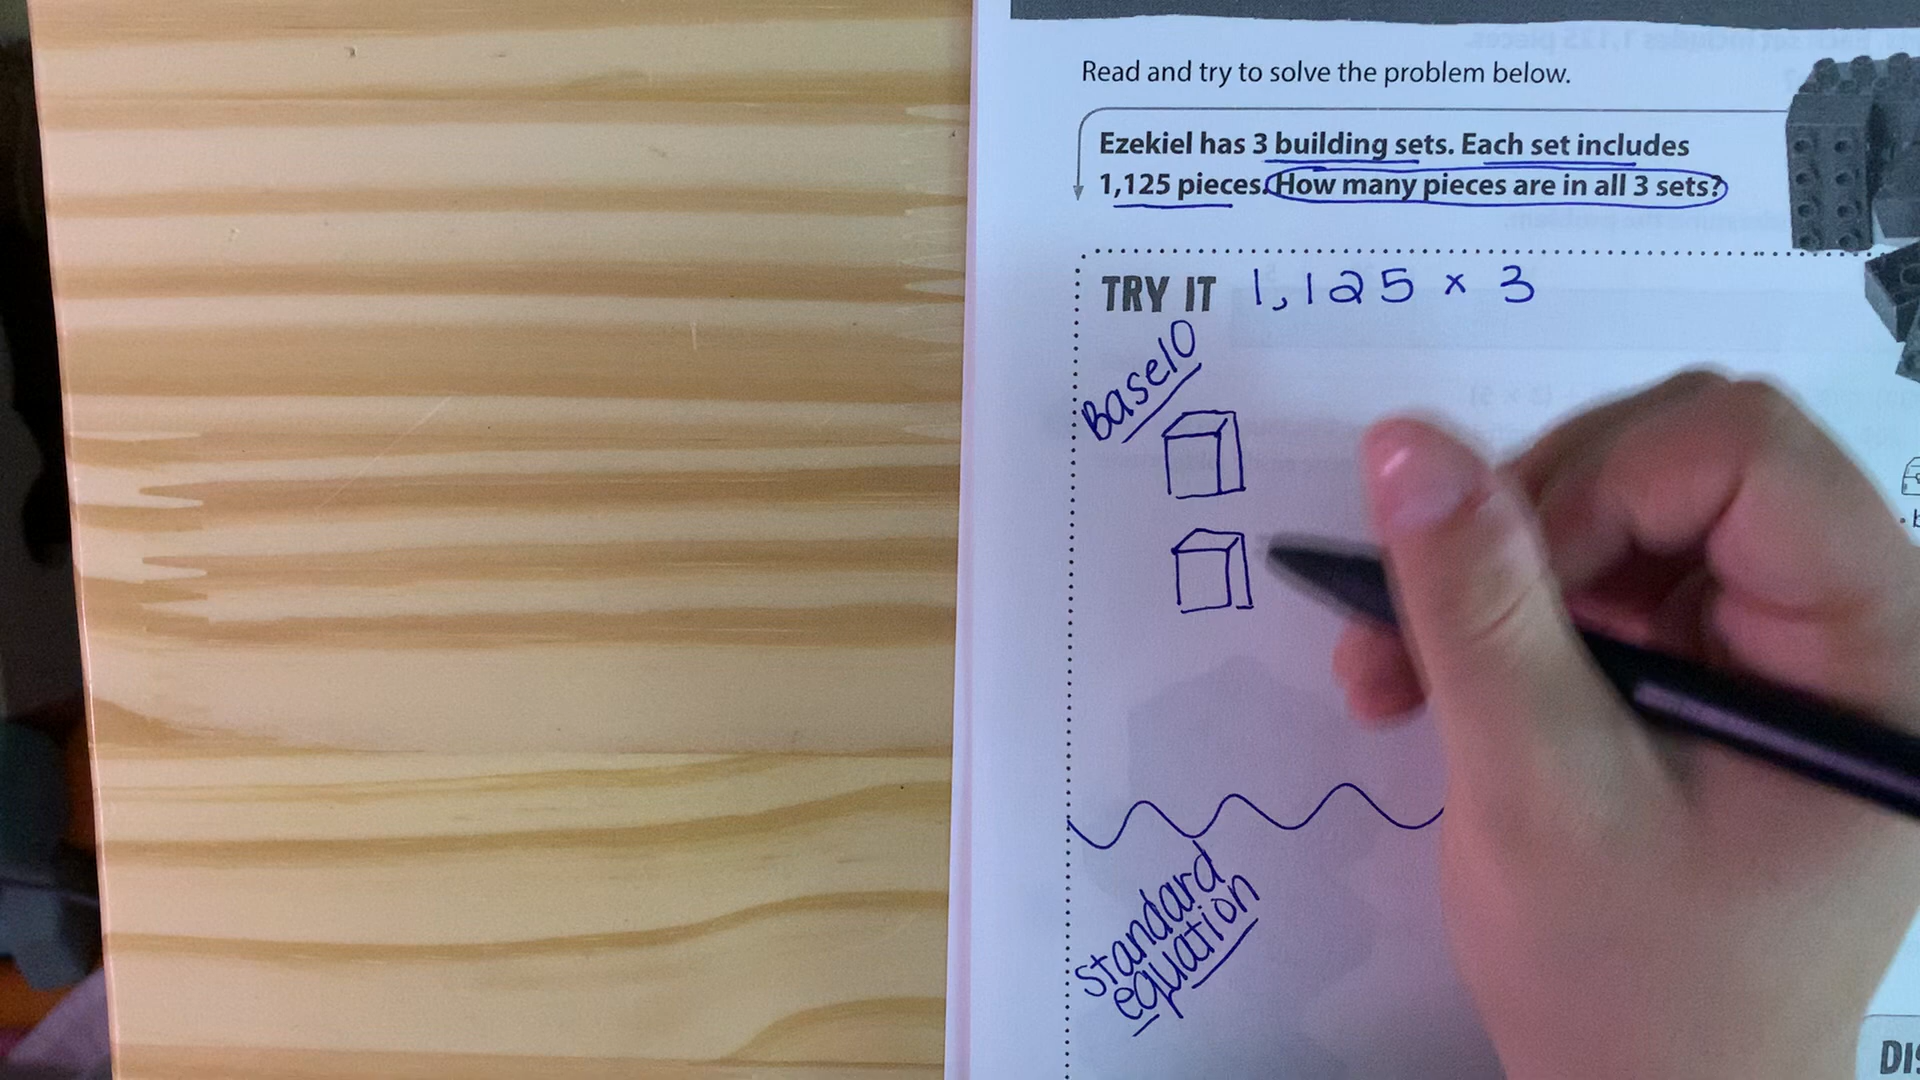 Read and try to solve the problem below.
Ezekiel has 3 building sets. Each set includes
1,125 pieces. How many pieces are in all 3 sets?
TRY IT 1,125 x 3
Base10
Standard
equation
DIS